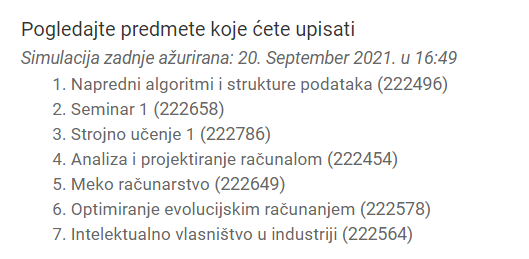 Pogledajte predmete koje ćete upisati
Simulacija zadnje ažurirana: 20. September 2021. u 16:49
1. Napredni algoritmi i strukture podataka (222496)
2. Seminar 1 (222658)
3. Strojno učenje 1 (222786)
4. Analiza i projektiranje računalom (222454)
5. Meko računarstvo (222649)
6. Optimiranje evolucijskim računanjem (222578)
7. Intelektualno vlasništvo u industriji (222564)